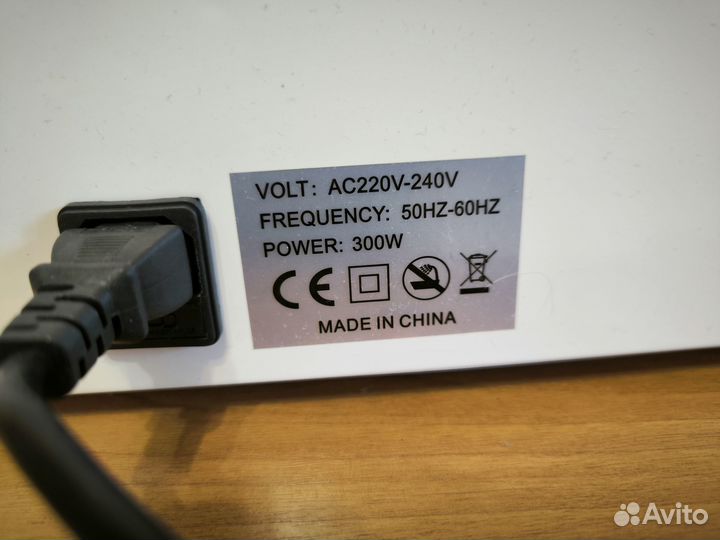 VOLT: AC220V-240V
FREQUENCY: 50HZ-60HZ
POWER: 300W
CE
MADE IN CHINA
Avito